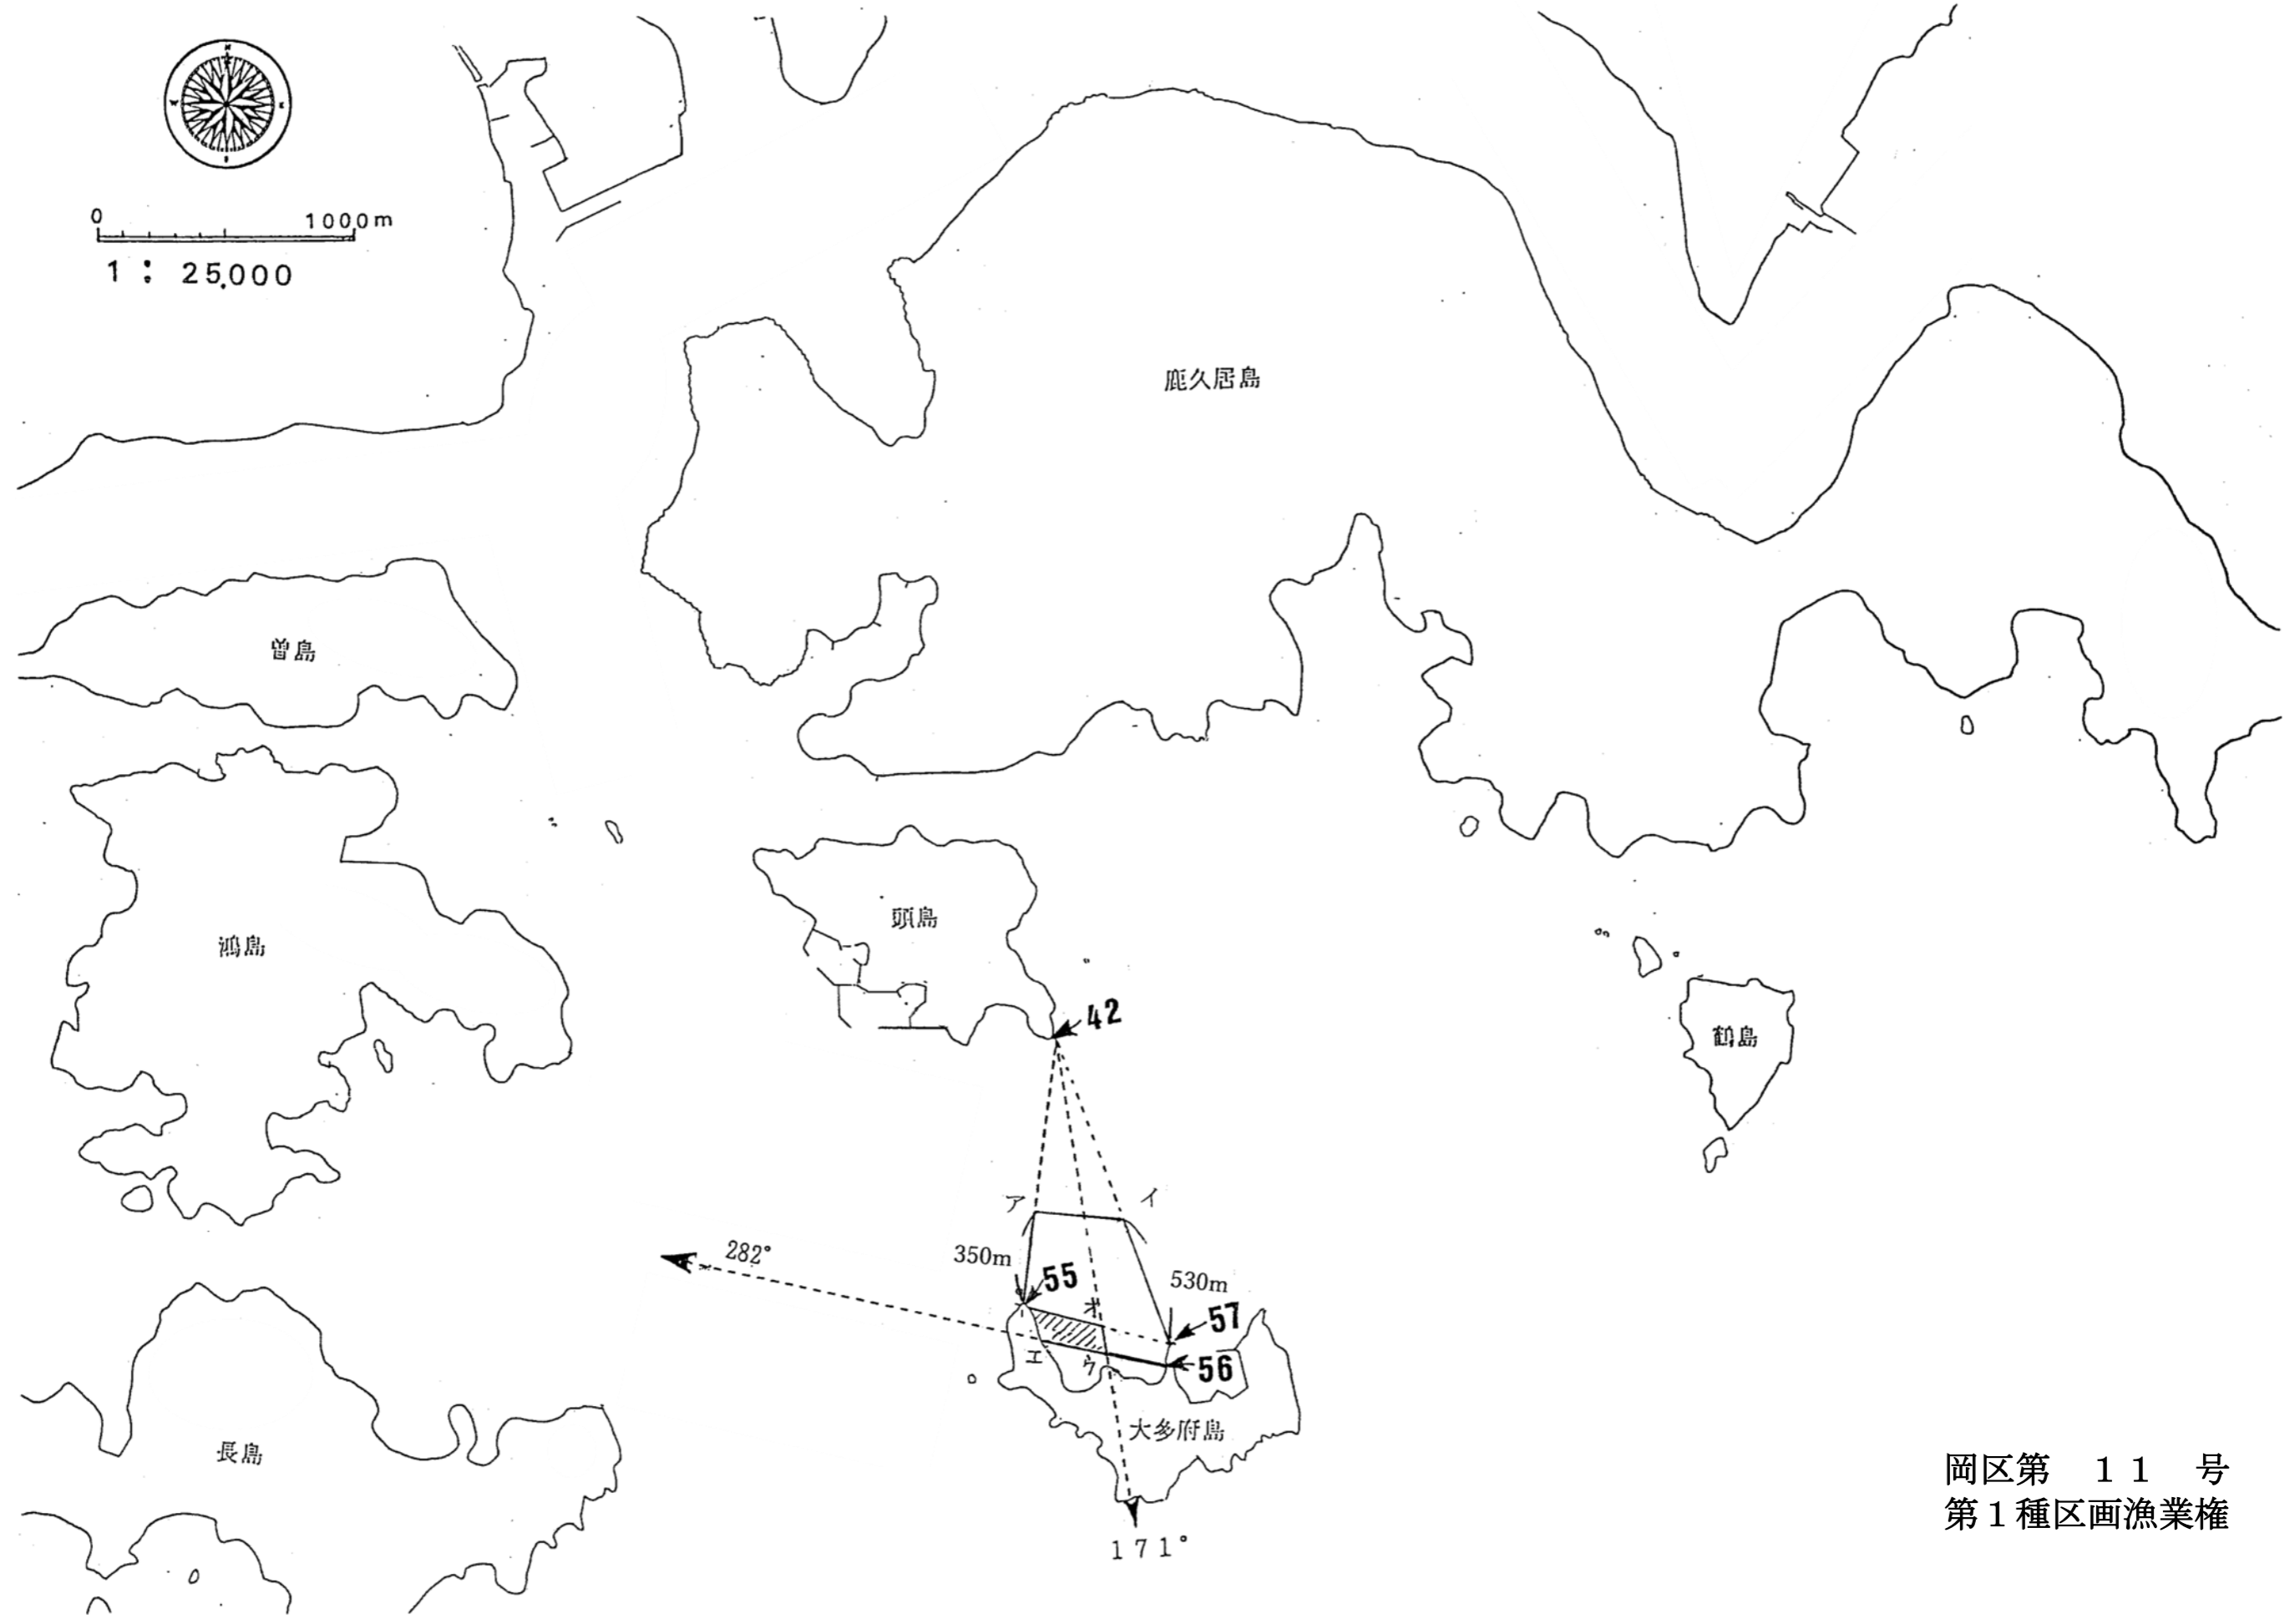 N
0 1000m
1 : 25,000
鹿久居島
曽島
頭島
鴻島
42
鶴島
ア
イ
282°
350m
55
530m
オ
57
エ
ウ
56
大多府島
長島
171°
岡区第 11 号
第1種区画漁業権